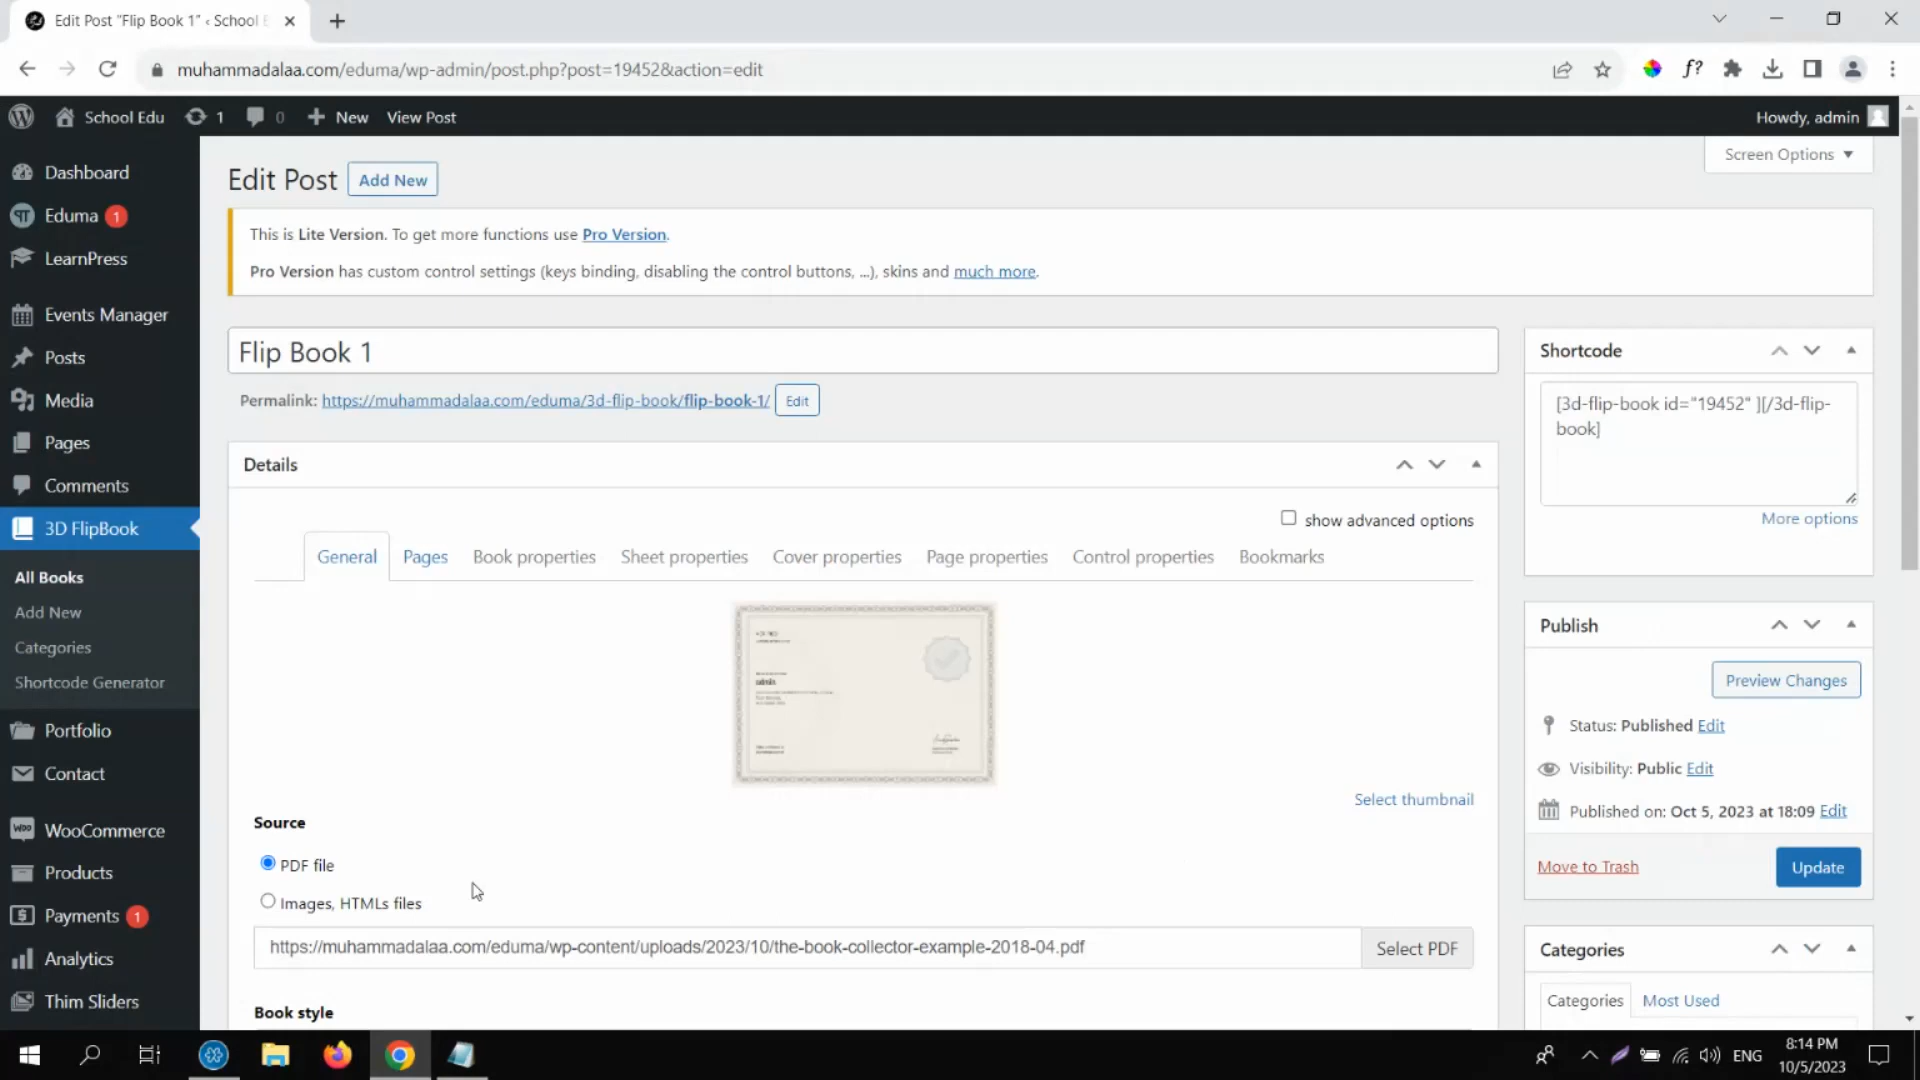 Edit Post "Flip Book 1" ‹ School E
muhammadalaa.com/eduma/wp-admin/post.php?post=19452&action=edit
f?
School Edu
1
0
New
View Post
Howdy, admin
Dashboard
Eduma 1
LearnPress
Events Manager
Posts
Media
Pages
Comments
3D FlipBook
All Books
Add New
Categories
Shortcode Generator
Portfolio
Contact
WooCommerce
Products
Payments 1
Analytics
Thim Sliders
Screen Options
Edit Post
Add New
This is Lite Version. To get more functions use Pro Version.
Pro Version has custom control settings (keys binding, disabling the control buttons, ...), skins and much more.
Flip Book 1
Permalink: https://muhammadalaa.com/eduma/3d-flip-book/flip-book-1/ Edit
Details
show advanced options
General
Pages
Book properties
Sheet properties
Cover properties
Page properties
Control properties
Bookmarks
admin
Select thumbnail
Source
PDF file
Images, HTMLs files
https://muhammadalaa.com/eduma/wp-content/uploads/2023/10/the-book-collector-example-2018-04.pdf
Select PDF
Book style
Shortcode
[3d-flip-book id="19452" ][/3d-flip-
book]
More options
Publish
Preview Changes
Status: Published Edit
Visibility: Public Edit
Published on: Oct 5, 2023 at 18:09 Edit
Move to Trash
Update
Categories
Categories
Most Used
ENG
8:14 PM
10/5/2023